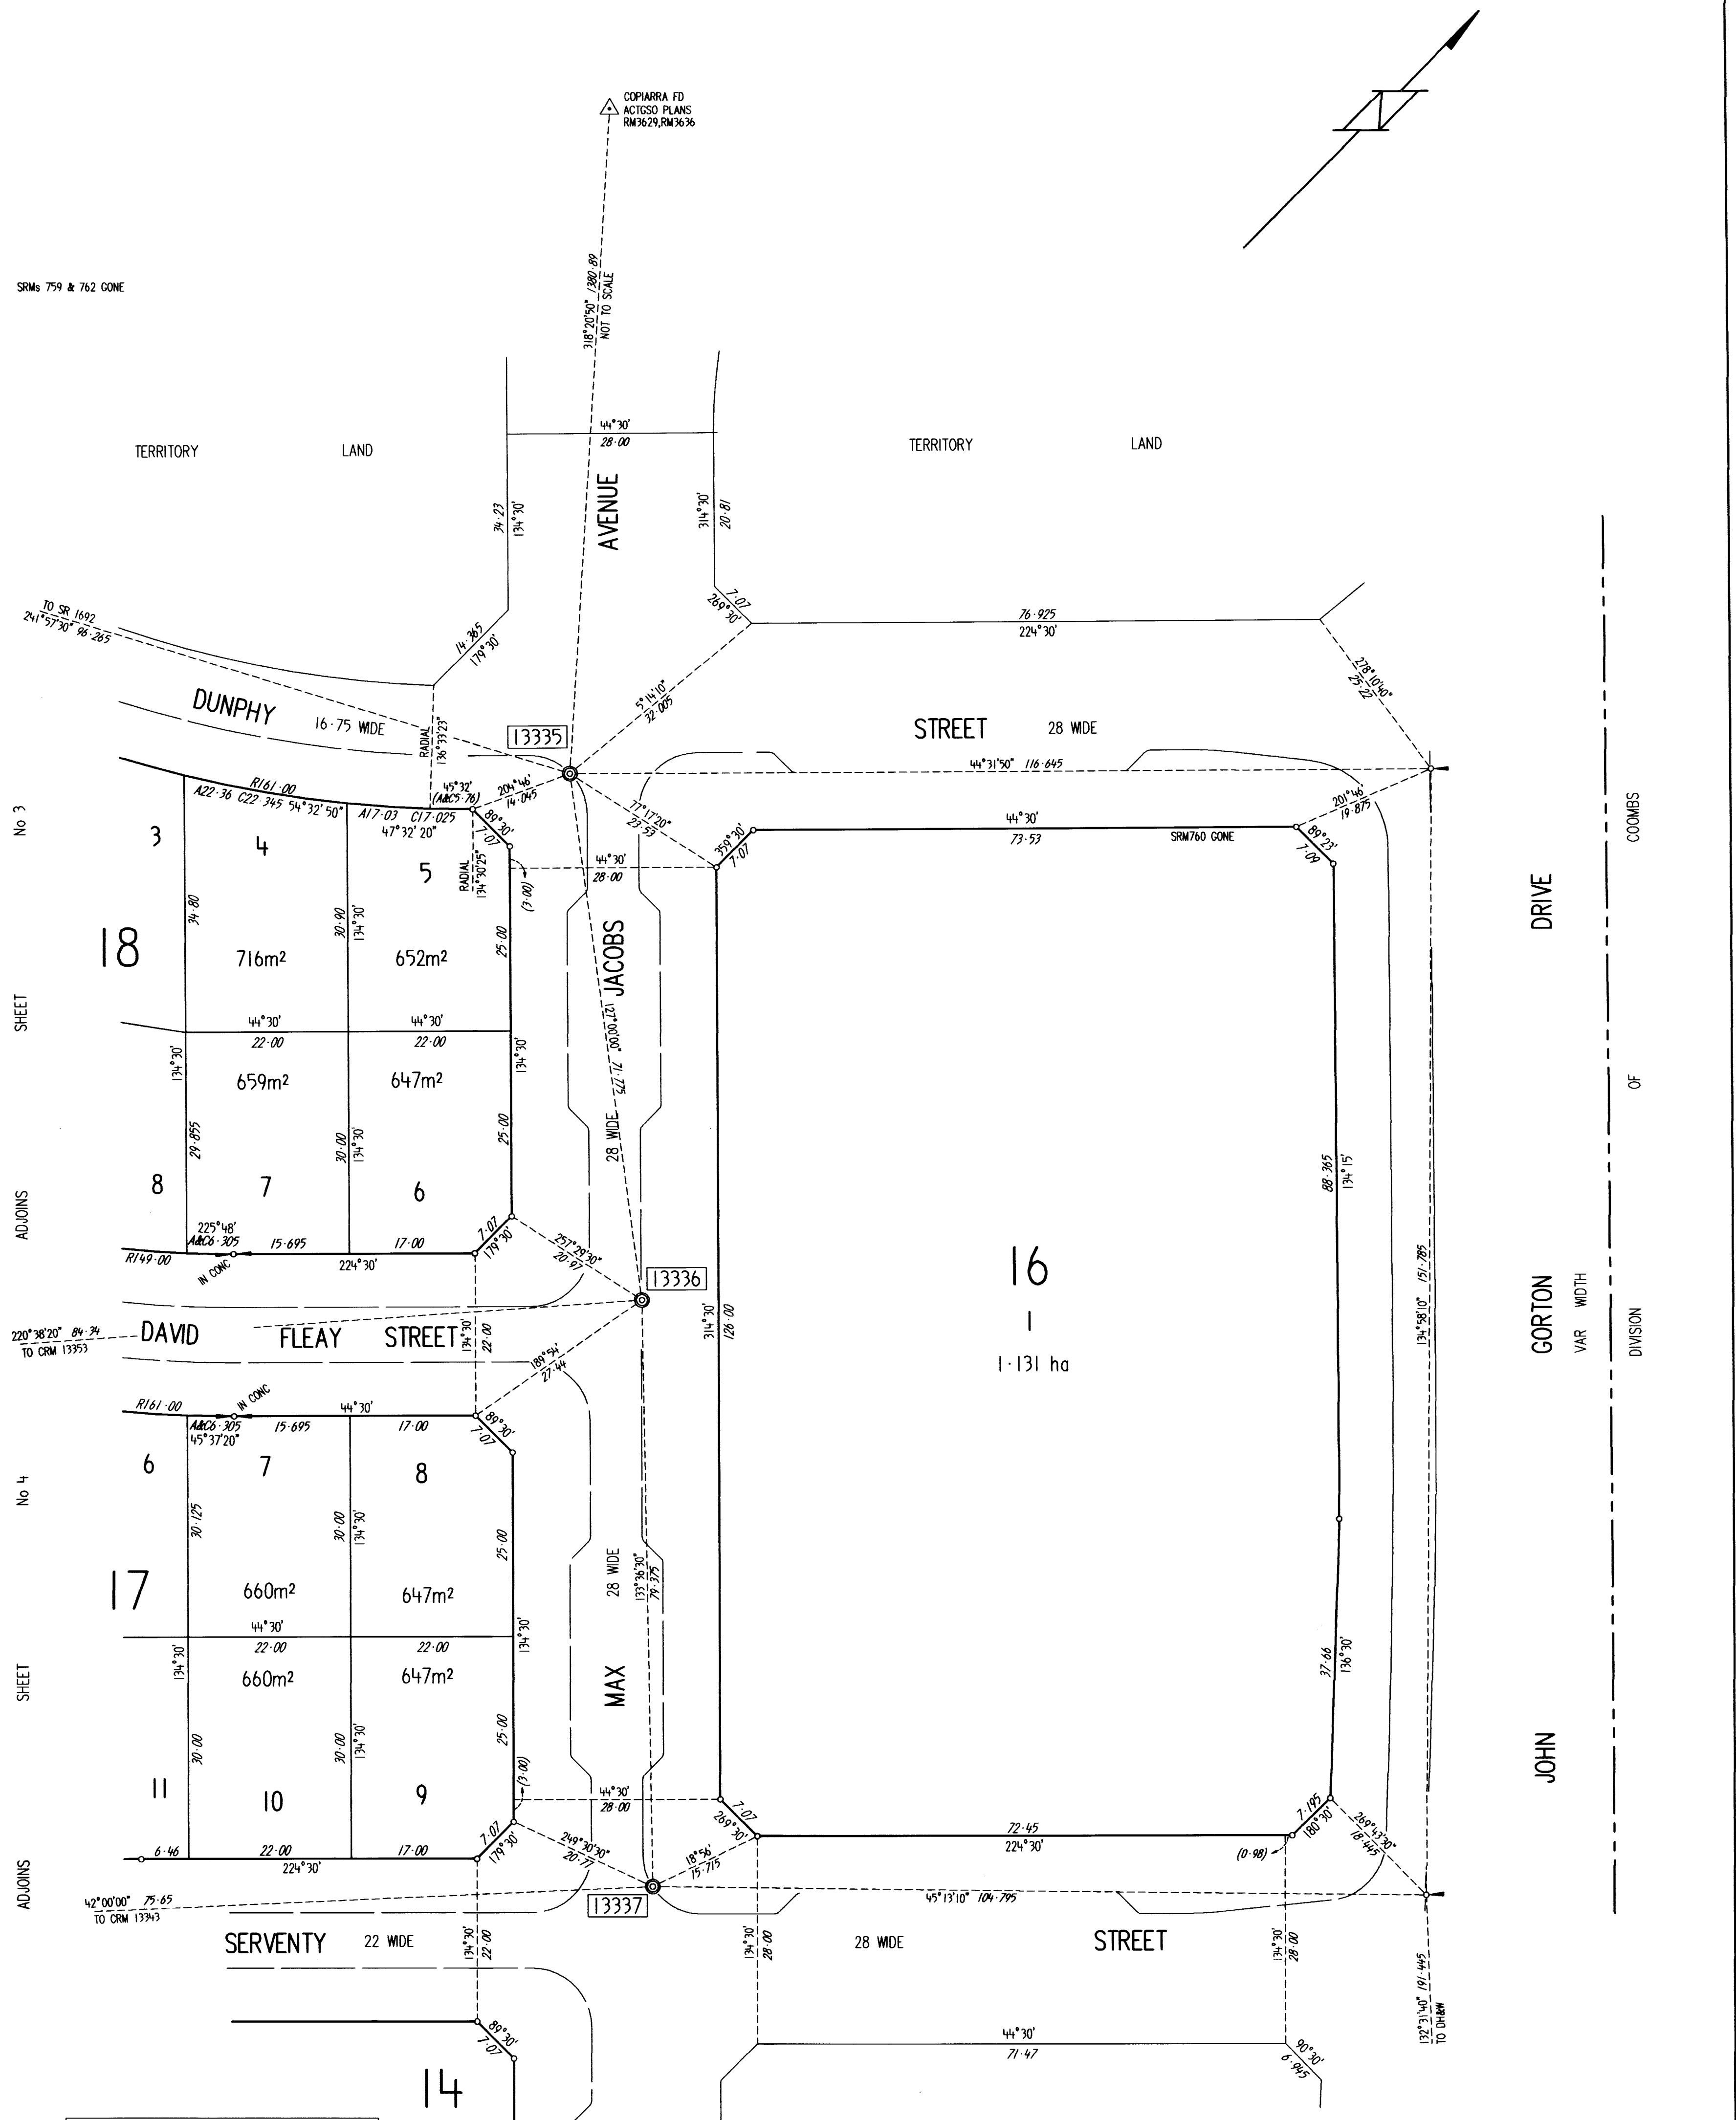 COPIARRA FD
ACTGSO PLANS
RM3629,RM3636
318°20'50" 1380·89
NOT TO SCALE
SRMs 759 & 762 GONE
TERRITORY LAND
44°30'
28·00
TERRITORY LAND
34·23
134°30'
AVENUE
314°30'
20·81
TO SR 1692
241°57'30" 96·265
14·365
179°30'
7·07
269°30'
76·925
224°30'
278°10'40"
25·22
5°14'10"
32·005
DUNPHY
16·75 WIDE
RADIAL
136°33'23"
13335
STREET 28 WIDE
44°31'50" 116·645
R161·00
A22·36 C22·345 54°32'50"
A17·03 C17·025
47°32'20"
45°32'
(A&C5·76)
204°46'
14·045
89°30'
7·07
77°17'20"
23·53
359°30'
7·07
44°30'
73·53
SRM760 GONE
201°46'
19·875
89°23'
7·09
No 3
3
4
5
RADIAL
134°30'25"
44°30'
28·00
(3·00)
34·80
30·90
134°30'
25·00
18
716m²
652m²
JACOBS
127°00'00" 71·775
SHEET
44°30'
22·00
44°30'
22·00
134°30'
134°30'
659m²
647m²
29·855
30·00
134°30'
25·00
28 WIDE
ADJOINS
8
7
6
225°48'
A&C6·305
15·695
17·00
7·07
179°30'
R149·00
IN CONC
224°30'
257°29'30"
20·97
13336
220°38'20" 84·34
TO CRM 13353
DAVID FLEAY STREET
134°30'
22·00
189°54'
27·44
314°30'
126·00
16
1
1·131 ha
88·365
134°15'
134°58'10" 151·785
DRIVE
GORTON
VAR WIDTH
JOHN
COOMBS
OF
DIVISION
R161·00
IN CONC
44°30'
A&C6·305
45°37'20"
15·695
17·00
89°30'
7·07
No 4
6
7
8
30·125
30·00
134°30'
25·00
17
660m²
647m²
28 WIDE
133°36'30"
79·375
44°30'
22·00
22·00
134°30'
134°30'
SHEET
660m²
647m²
MAX
37·66
136°30'
30·00
30·00
134°30'
25·00
11
10
9
(3·00)
44°30'
28·00
7·07
269°30'
7·07
179°30'
249°30'30"
20·77
18°56'
15·715
72·45
224°30'
(0·98)
7·195
180°30'
269°43'30"
18·445
ADJOINS
6·46
22·00
17·00
224°30'
42°00'00" 75·65
TO CRM 13343
13337
45°13'10" 104·795
SERVENTY 22 WIDE
134°30'
22·00
134°30'
28·00
28 WIDE
STREET
134°30'
28·00
132°31'40" 191·445
TO DH&W
89°30'
7·07
44°30'
71·47
90°30'
6·945
14